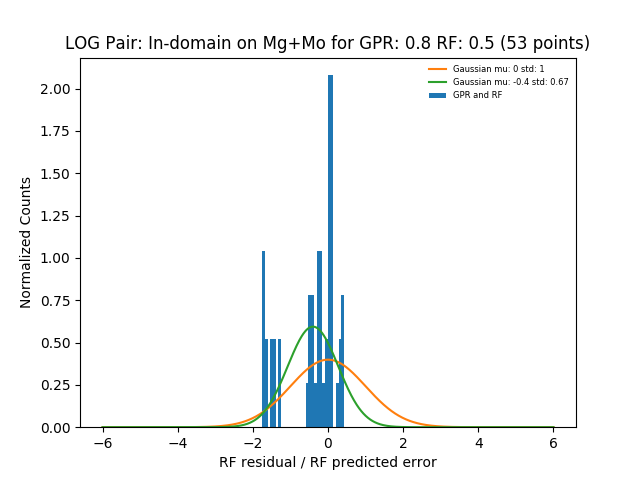 LOG Pair: In-domain on Mg+Mo for GPR: 0.8 RF: 0.5 (53 points)
Gaussian mu: 0 std: 1
Gaussian mu: -0.4 std: 0.67
GPR and RF
Normalized Counts
2.00
1.75
1.50
1.25
1.00
0.75
0.50
0.25
0.00
−6
−4
−2
0
2
4
6
RF residual / RF predicted error